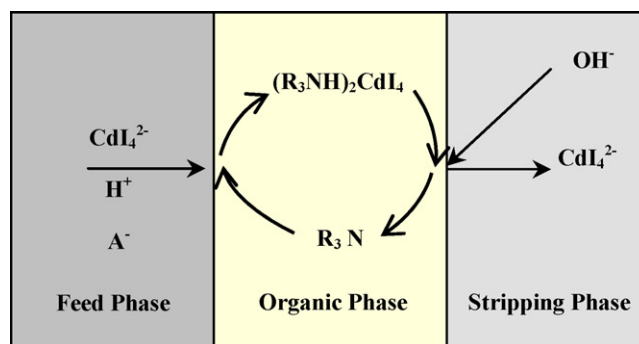 (R₃NH)₂CdI₄
OH⁻
CdI₄²⁻
CdI₄²⁻
H⁺
A⁻
R₃ N
Feed Phase
Organic Phase
Stripping Phase